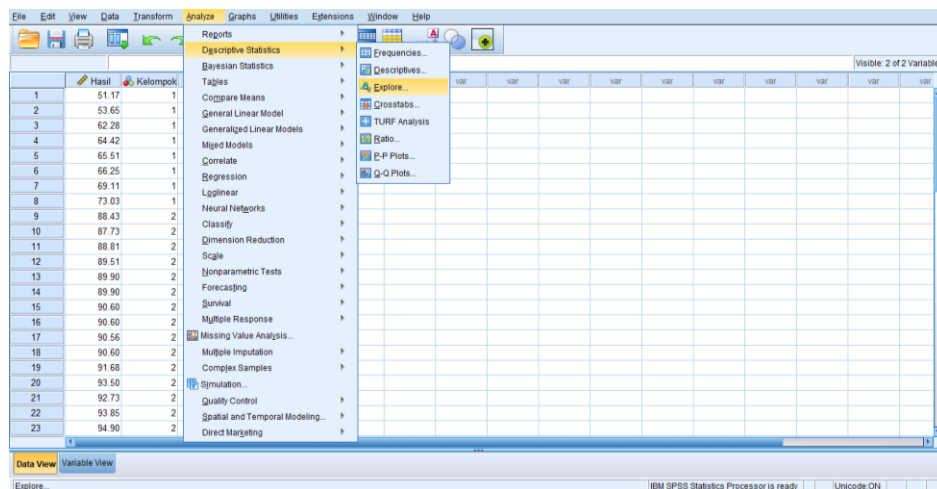 File Edit View Data Transform Analyze Graphs Utilities Extensions Window Help
Reports
Descriptive Statistics
Bayesian Statistics
Tables
Compare Means
General Linear Model
Generalized Linear Models
Mixed Models
Correlate
Regression
Loglinear
Neural Networks
Classify
Dimension Reduction
Scale
Nonparametric Tests
Forecasting
Survival
Multiple Response
Missing Value Analysis...
Multiple Imputation
Complex Samples
Simulation...
Quality Control
Spatial and Temporal Modeling...
Direct Marketing
Frequencies...
Descriptives...
Explore...
Crosstabs...
TURF Analysis
Ratio...
P-P Plots...
Q-Q Plots...
Visible: 2 of 2 Variable
Hasil Kelompok var var var var var var var var var
1 51.17 1
2 53.65 1
3 62.28 1
4 64.42 1
5 65.51 1
6 66.25 1
7 69.11 1
8 73.03 1
9 88.43 2
10 87.73 2
11 88.81 2
12 89.51 2
13 89.90 2
14 89.90 2
15 90.60 2
16 90.60 2
17 90.56 2
18 90.60 2
19 91.68 2
20 93.50 2
21 92.73 2
22 93.85 2
23 94.90 2
Data View Variable View
Explore... IBM SPSS Statistics Processor is ready Unicode:ON